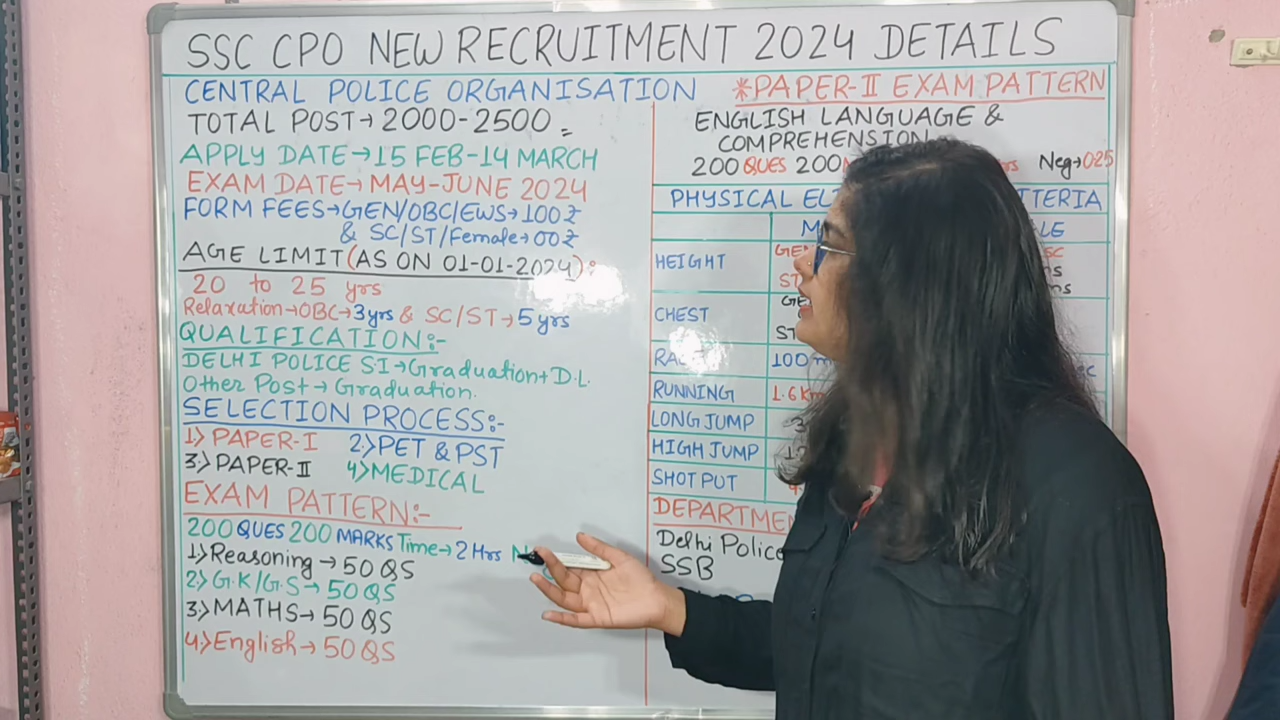 SSC CPO NEW RECRUITMENT 2024 DETAILS
CENTRAL POLICE ORGANISATION
TOTAL POST→2000-2500
APPLY DATE→15 FEB-14 MARCH
EXAM DATE→MAY-JUNE 2024
FORM FEES→GEN/OBC/EWS→100₹
& SC/ST/Female→00₹
AGE LIMIT(AS ON 01-01-2024):
20 to 25 yrs
Relaxation→OBC→3yrs & SC/ST→5yrs
QUALIFICATION:-
DELHI POLICE SI→Graduation+D.L.
Other Post→Graduation.
SELECTION PROCESS:-
1) PAPER-I 2) PET & PST
3) PAPER-II 4) MEDICAL
EXAM PATTERN:-
200 QUES 200 MARKS Time→2 Hrs
1) Reasoning→50 QS
2) G.K/G.S→50 QS
3) MATHS→50 QS
4) English→50 QS
*PAPER-II EXAM PATTERN
ENGLISH LANGUAGE &
COMPREHENSION
200 QUES 200 Neg→0.25
PHYSICAL
HEIGHT
CHEST
RACE 100 m
RUNNING 1.6 Km
LONG JUMP
HIGH JUMP
SHOT PUT
Delhi Police
SSB